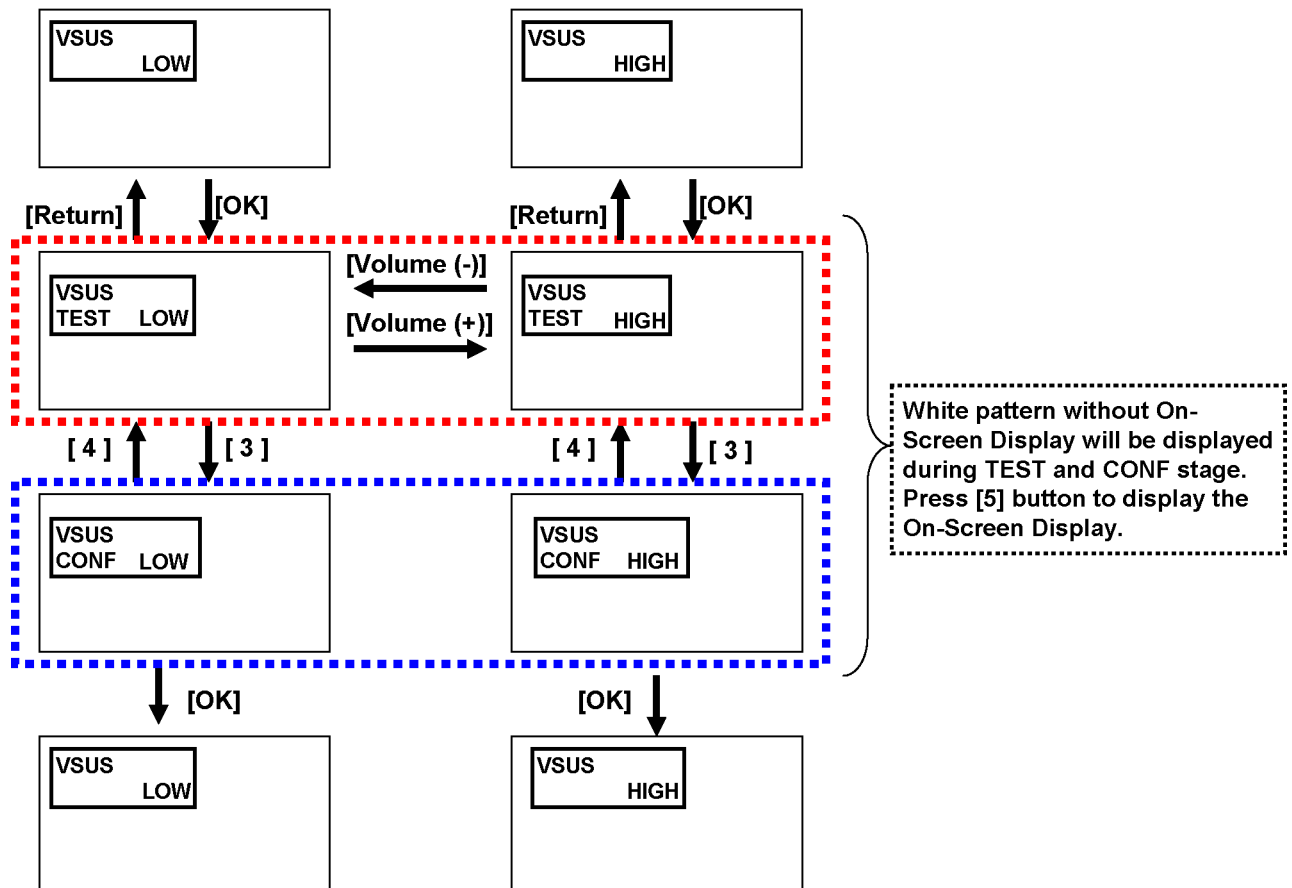 VSUS
LOW
VSUS
HIGH
[Return]
[OK]
[Return]
[OK]
VSUS
TEST LOW
[Volume (-)]
[Volume (+)]
VSUS
TEST HIGH
[ 4 ]
[ 3 ]
[ 4 ]
[ 3 ]
White pattern without On-
Screen Display will be displayed
during TEST and CONF stage.
Press [5] button to display the
On-Screen Display.
VSUS
CONF LOW
VSUS
CONF HIGH
[OK]
[OK]
VSUS
LOW
VSUS
HIGH